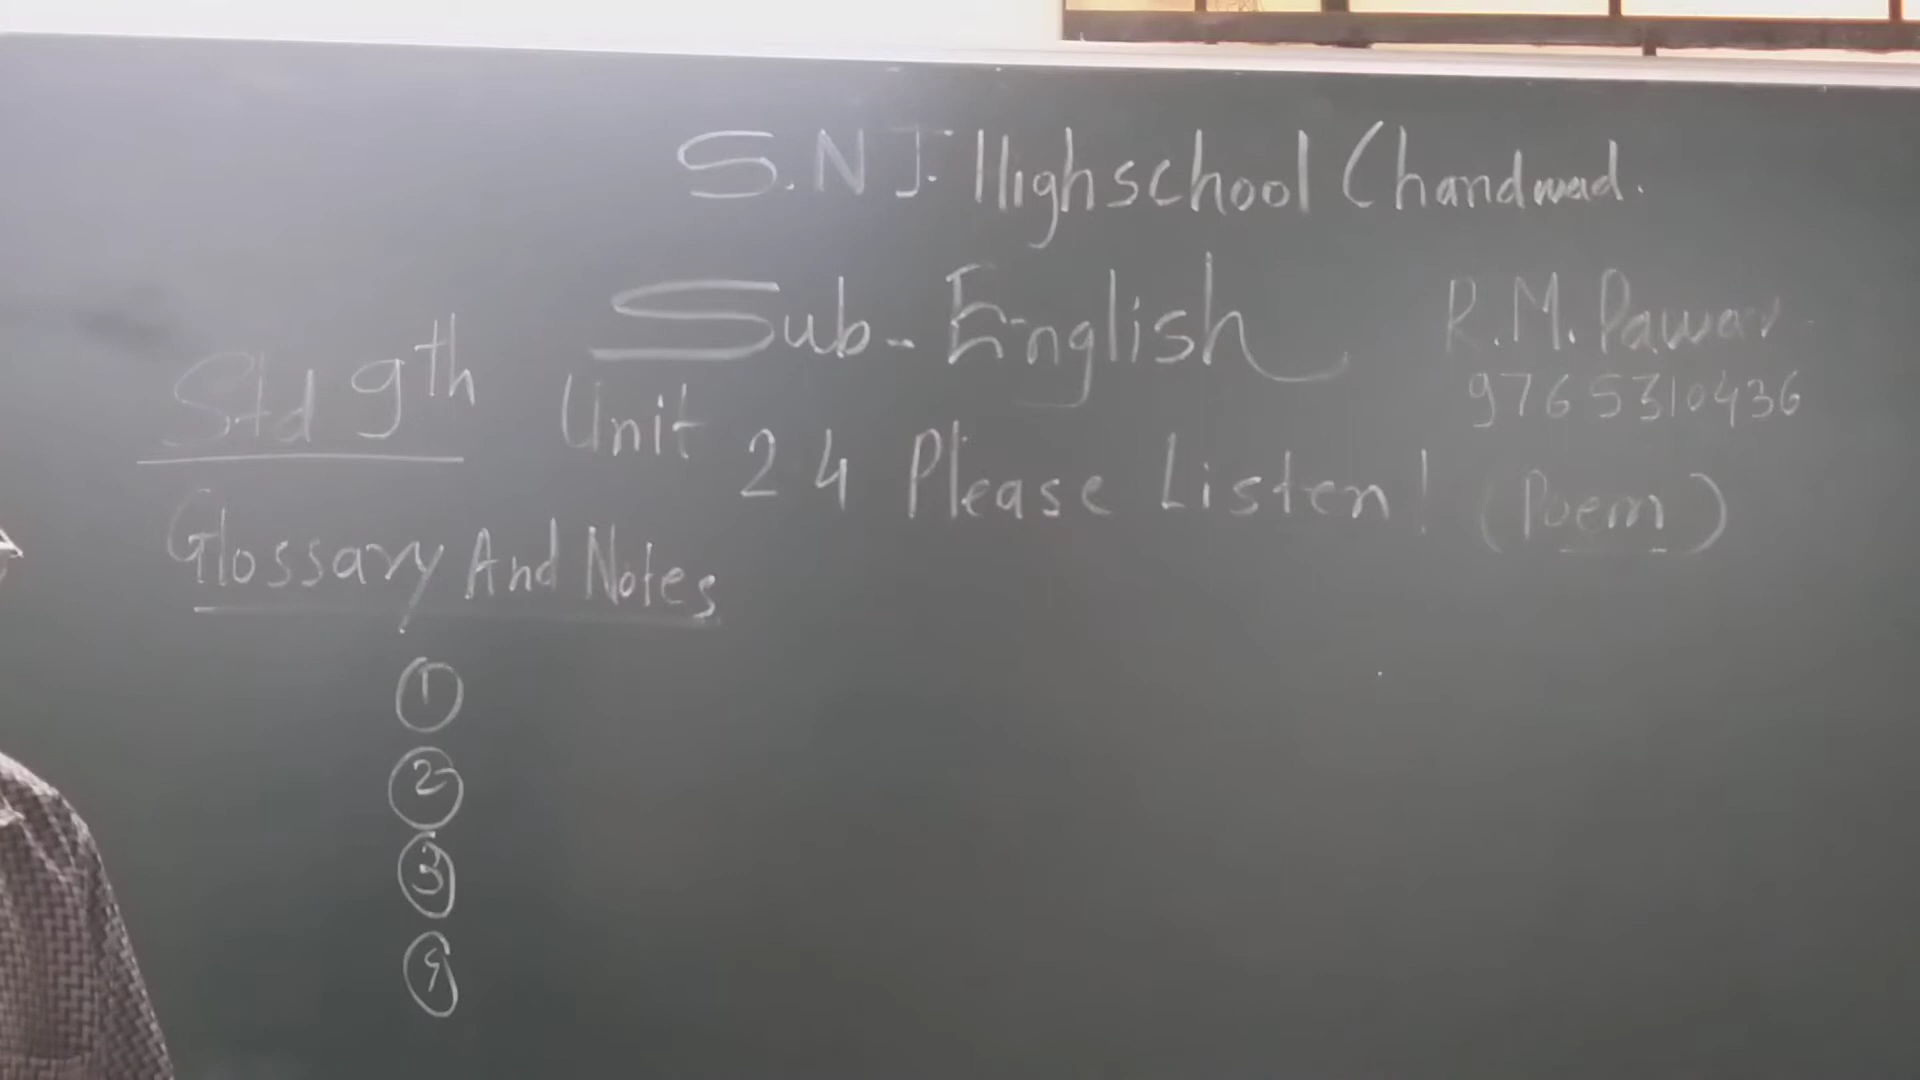 S.N.J. Highschool Chandwad.
Sub- English
R.M. Pawar
9765310436
Std 9th
Unit 24 Please Listen! (Poem)
Glossary And Notes
1
2
3
4